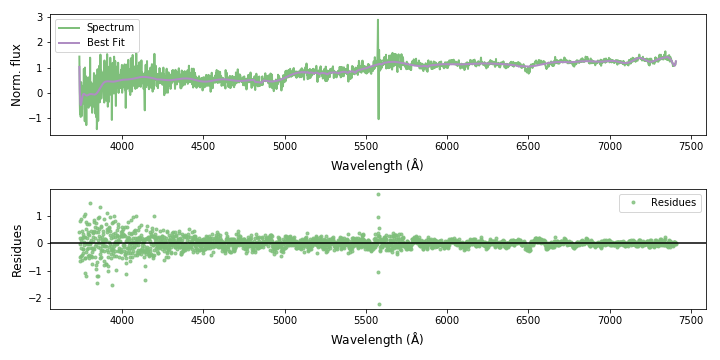 Spectrum
Best Fit
Norm. flux
3
2
1
0
−1
4000 4500 5000 5500 6000 6500 7000 7500
Wavelength (Å)
Residues
Residues
1
0
−1
−2
4000 4500 5000 5500 6000 6500 7000 7500
Wavelength (Å)